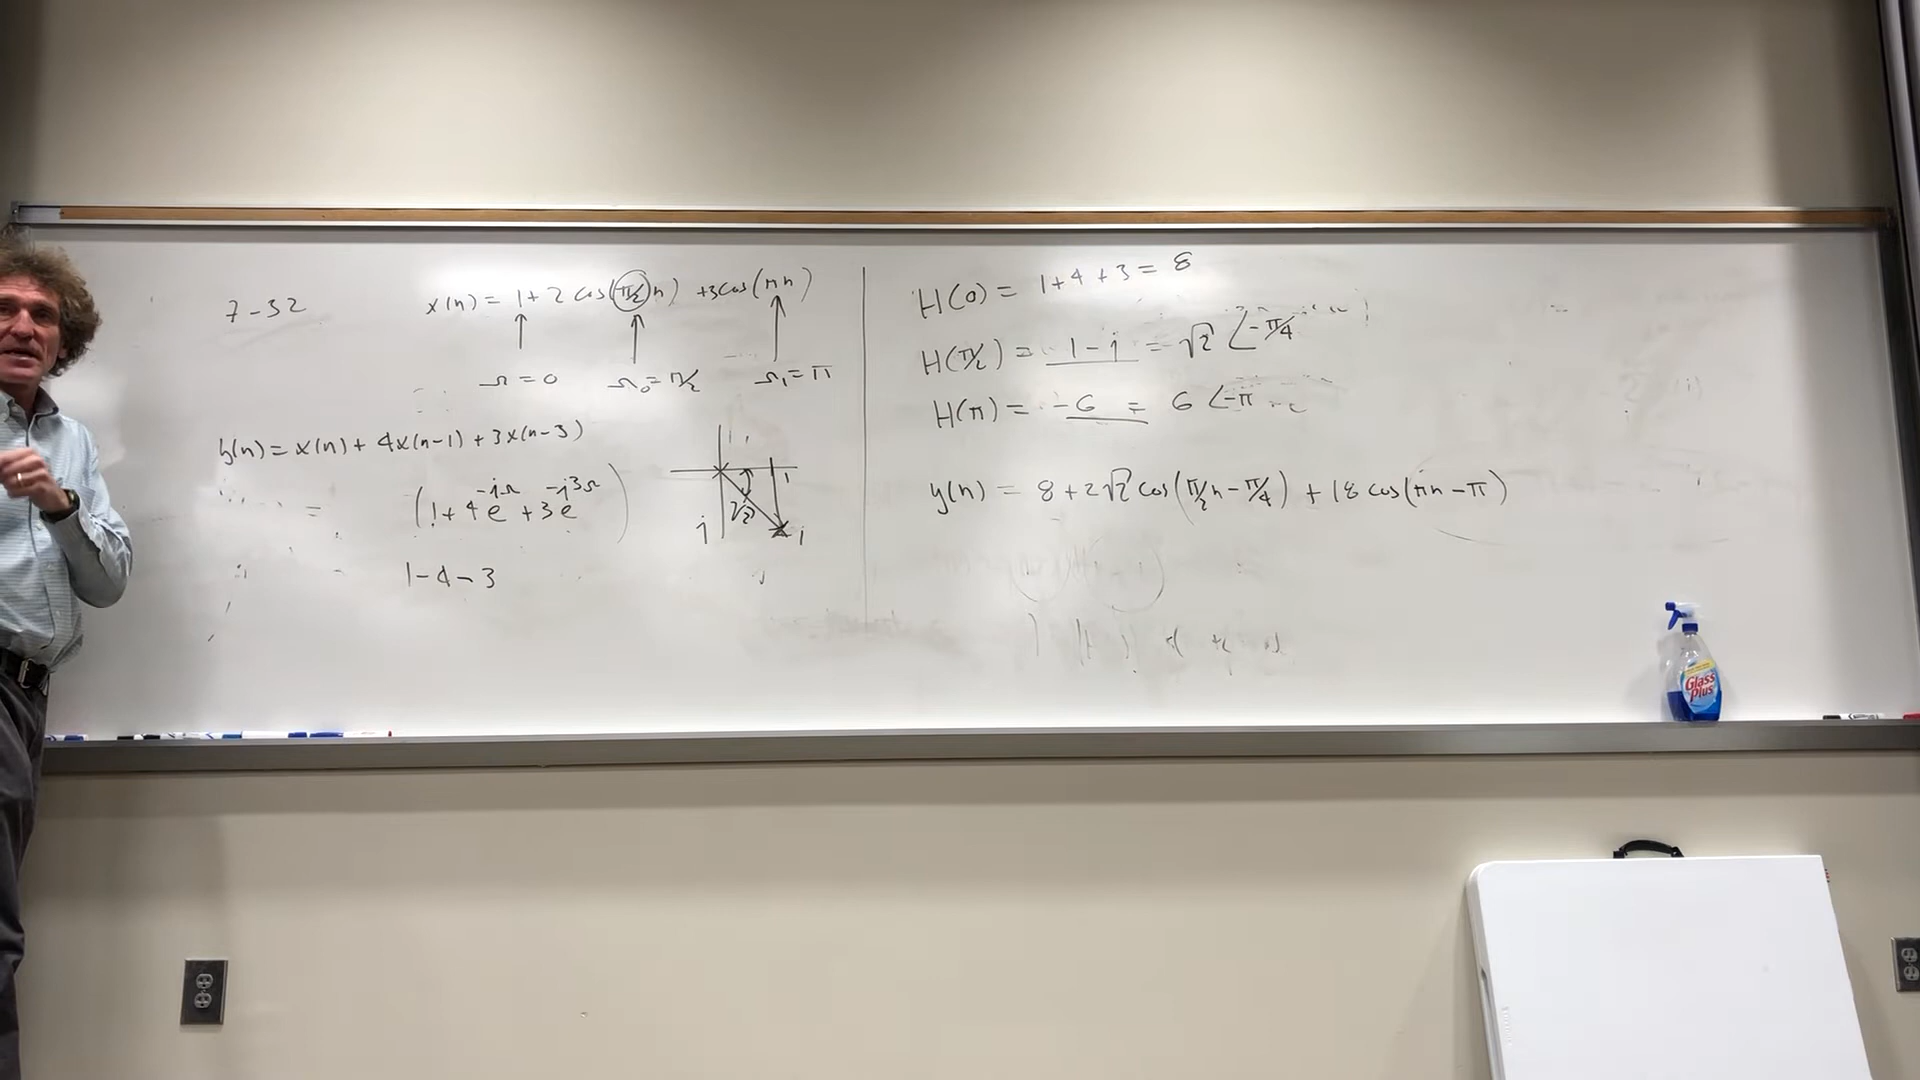 7-32
x(n) = 1 + 2 cos(π/2 n) + 3cos(πn)
Ω = 0 Ω₀ = π/2 Ω₁ = π
y(n) = x(n) + 4x(n-1) + 3x(n-3)
= (1 + 4e^{-jΩ} + 3e^{-j3Ω})
1-4-3
1
j
√2
j
H(0) = 1+4+3 = 8
H(π/2) = 1-j = √2 ∠-π/4
H(π) = -6 = 6 ∠-π
y(n) = 8 + 2√2 cos(π/2 n - π/4) + 18 cos(πn - π)
Glass
Plus